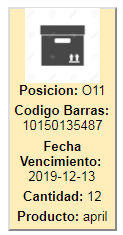 Posicion: O11
Codigo Barras:
10150135487
Fecha
Vencimiento:
2019-12-13
Cantidad: 12
Producto: april